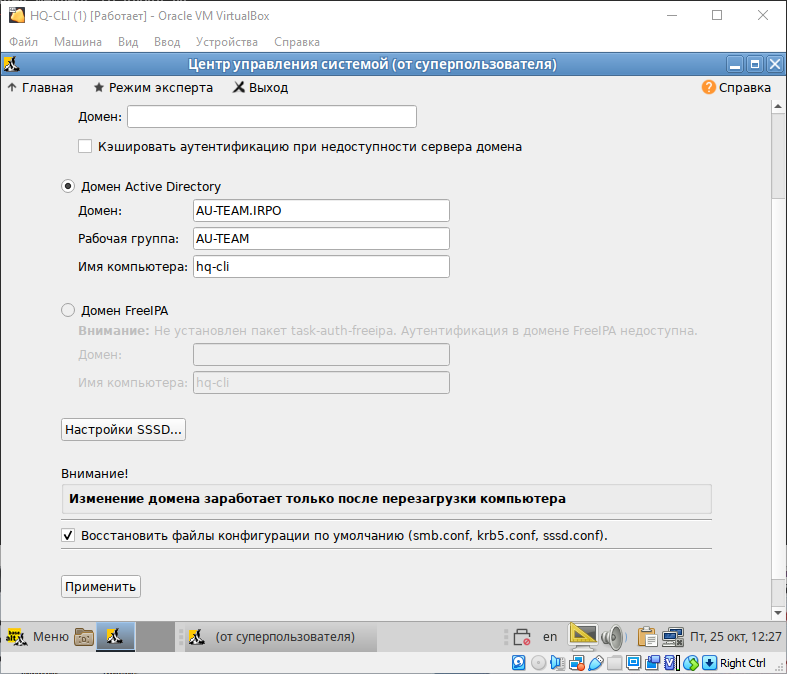 HQ-CLI (1) [Работает] - Oracle VM VirtualBox
Файл Машина Вид Ввод Устройства Справка
Центр управления системой (от суперпользователя)
Главная Режим эксперта Выход Справка
Домен:
Кэшировать аутентификацию при недоступности сервера домена
Домен Active Directory
Домен: AU-TEAM.IRPO
Рабочая группа: AU-TEAM
Имя компьютера: hq-cli
Домен FreeIPA
Внимание: Не установлен пакет task-auth-freeipa. Аутентификация в домене FreeIPA недоступна.
Домен:
Имя компьютера: hq-cli
Настройки SSSD...
Внимание!
Изменение домена заработает только после перезагрузки компьютера
Восстановить файлы конфигурации по умолчанию (smb.conf, krb5.conf, sssd.conf).
Применить
Меню (от суперпользователя) en Пт, 25 окт, 12:27
Right Ctrl